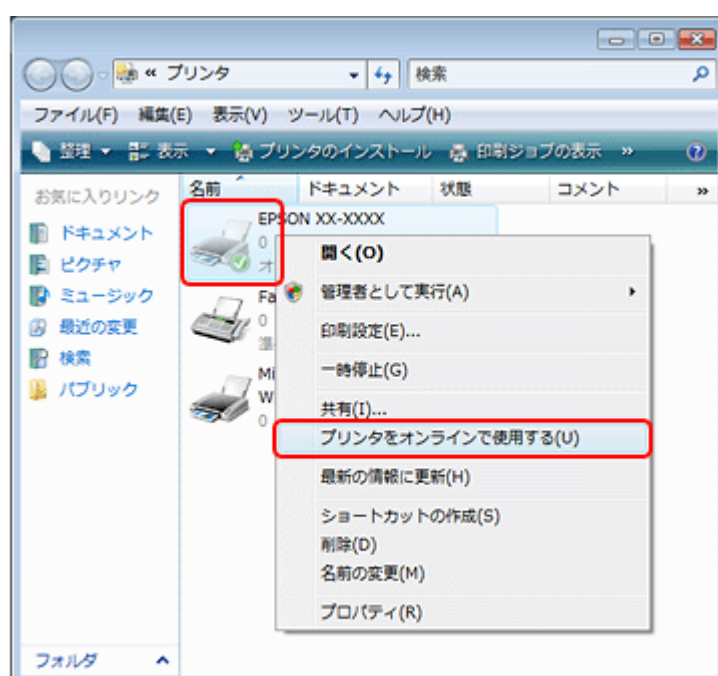 « プリンタ
検索
ファイル(F) 編集(E) 表示(V) ツール(T) ヘルプ(H)
整理 表示 プリンタのインストール 印刷ジョブの表示 »
お気に入りリンク
ドキュメント
ピクチャ
ミュージック
最近の変更
検索
パブリック
フォルダ
名前 ドキュメント 状態 コメント »
EPSON XX-XXXX
0
オ
Fa
0
準
Mi
W
0
開く(O)
管理者として実行(A)
印刷設定(E)...
一時停止(G)
共有(I)...
プリンタをオンラインで使用する(U)
最新の情報に更新(H)
ショートカットの作成(S)
削除(D)
名前の変更(M)
プロパティ(R)